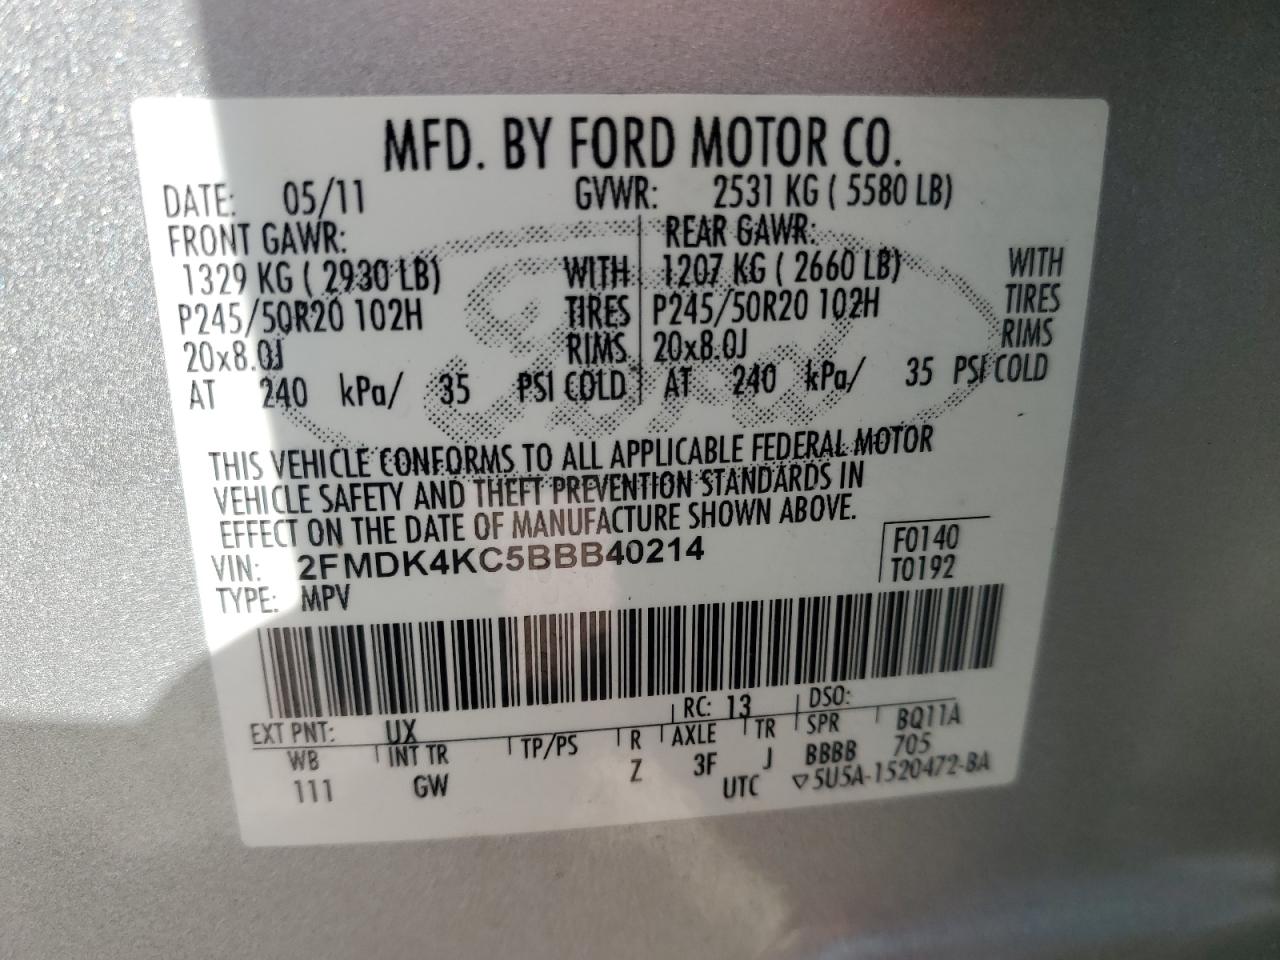 MFD. BY FORD MOTOR CO.
DATE: 05/11 GVWR: 2531 KG ( 5580 LB)
FRONT GAWR: REAR GAWR:
1329 KG ( 2930 LB) WITH 1207 KG ( 2660 LB) WITH
P245/50R20 102H TIRES P245/50R20 102H TIRES
20x8.0J RIMS 20x8.0J RIMS
AT 240 kPa/ 35 PSI COLD AT 240 kPa/ 35 PSI COLD
Ford
THIS VEHICLE CONFORMS TO ALL APPLICABLE FEDERAL MOTOR
VEHICLE SAFETY AND THEFT PREVENTION STANDARDS IN
EFFECT ON THE DATE OF MANUFACTURE SHOWN ABOVE.
VIN: 2FMDK4KC5BBB40214 F0140
TYPE: MPV T0192
EXT PNT: UX RC: 13 DSO:
WB INT TR TP/PS R AXLE TR SPR BQ11A
111 GW Z 3F J BBBB 705
UTC ▽5U5A-1520472-BA